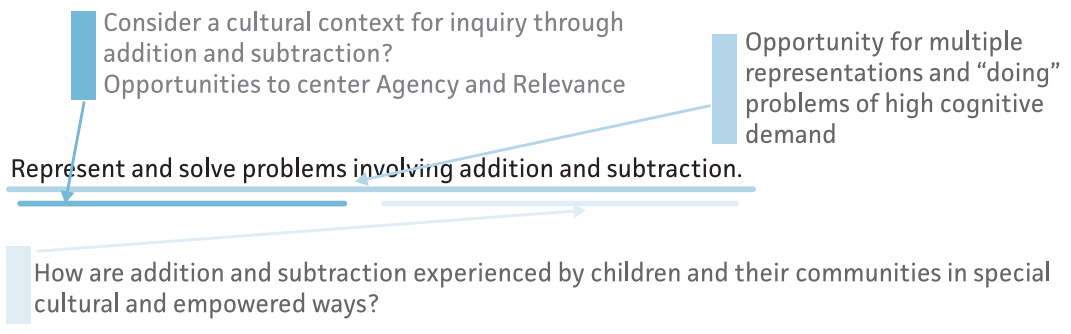 Consider a cultural context for inquiry through
addition and subtraction?
Opportunities to center Agency and Relevance
Opportunity for multiple
representations and “doing”
problems of high cognitive
demand
Represent and solve problems involving addition and subtraction.
How are addition and subtraction experienced by children and their communities in special
cultural and empowered ways?